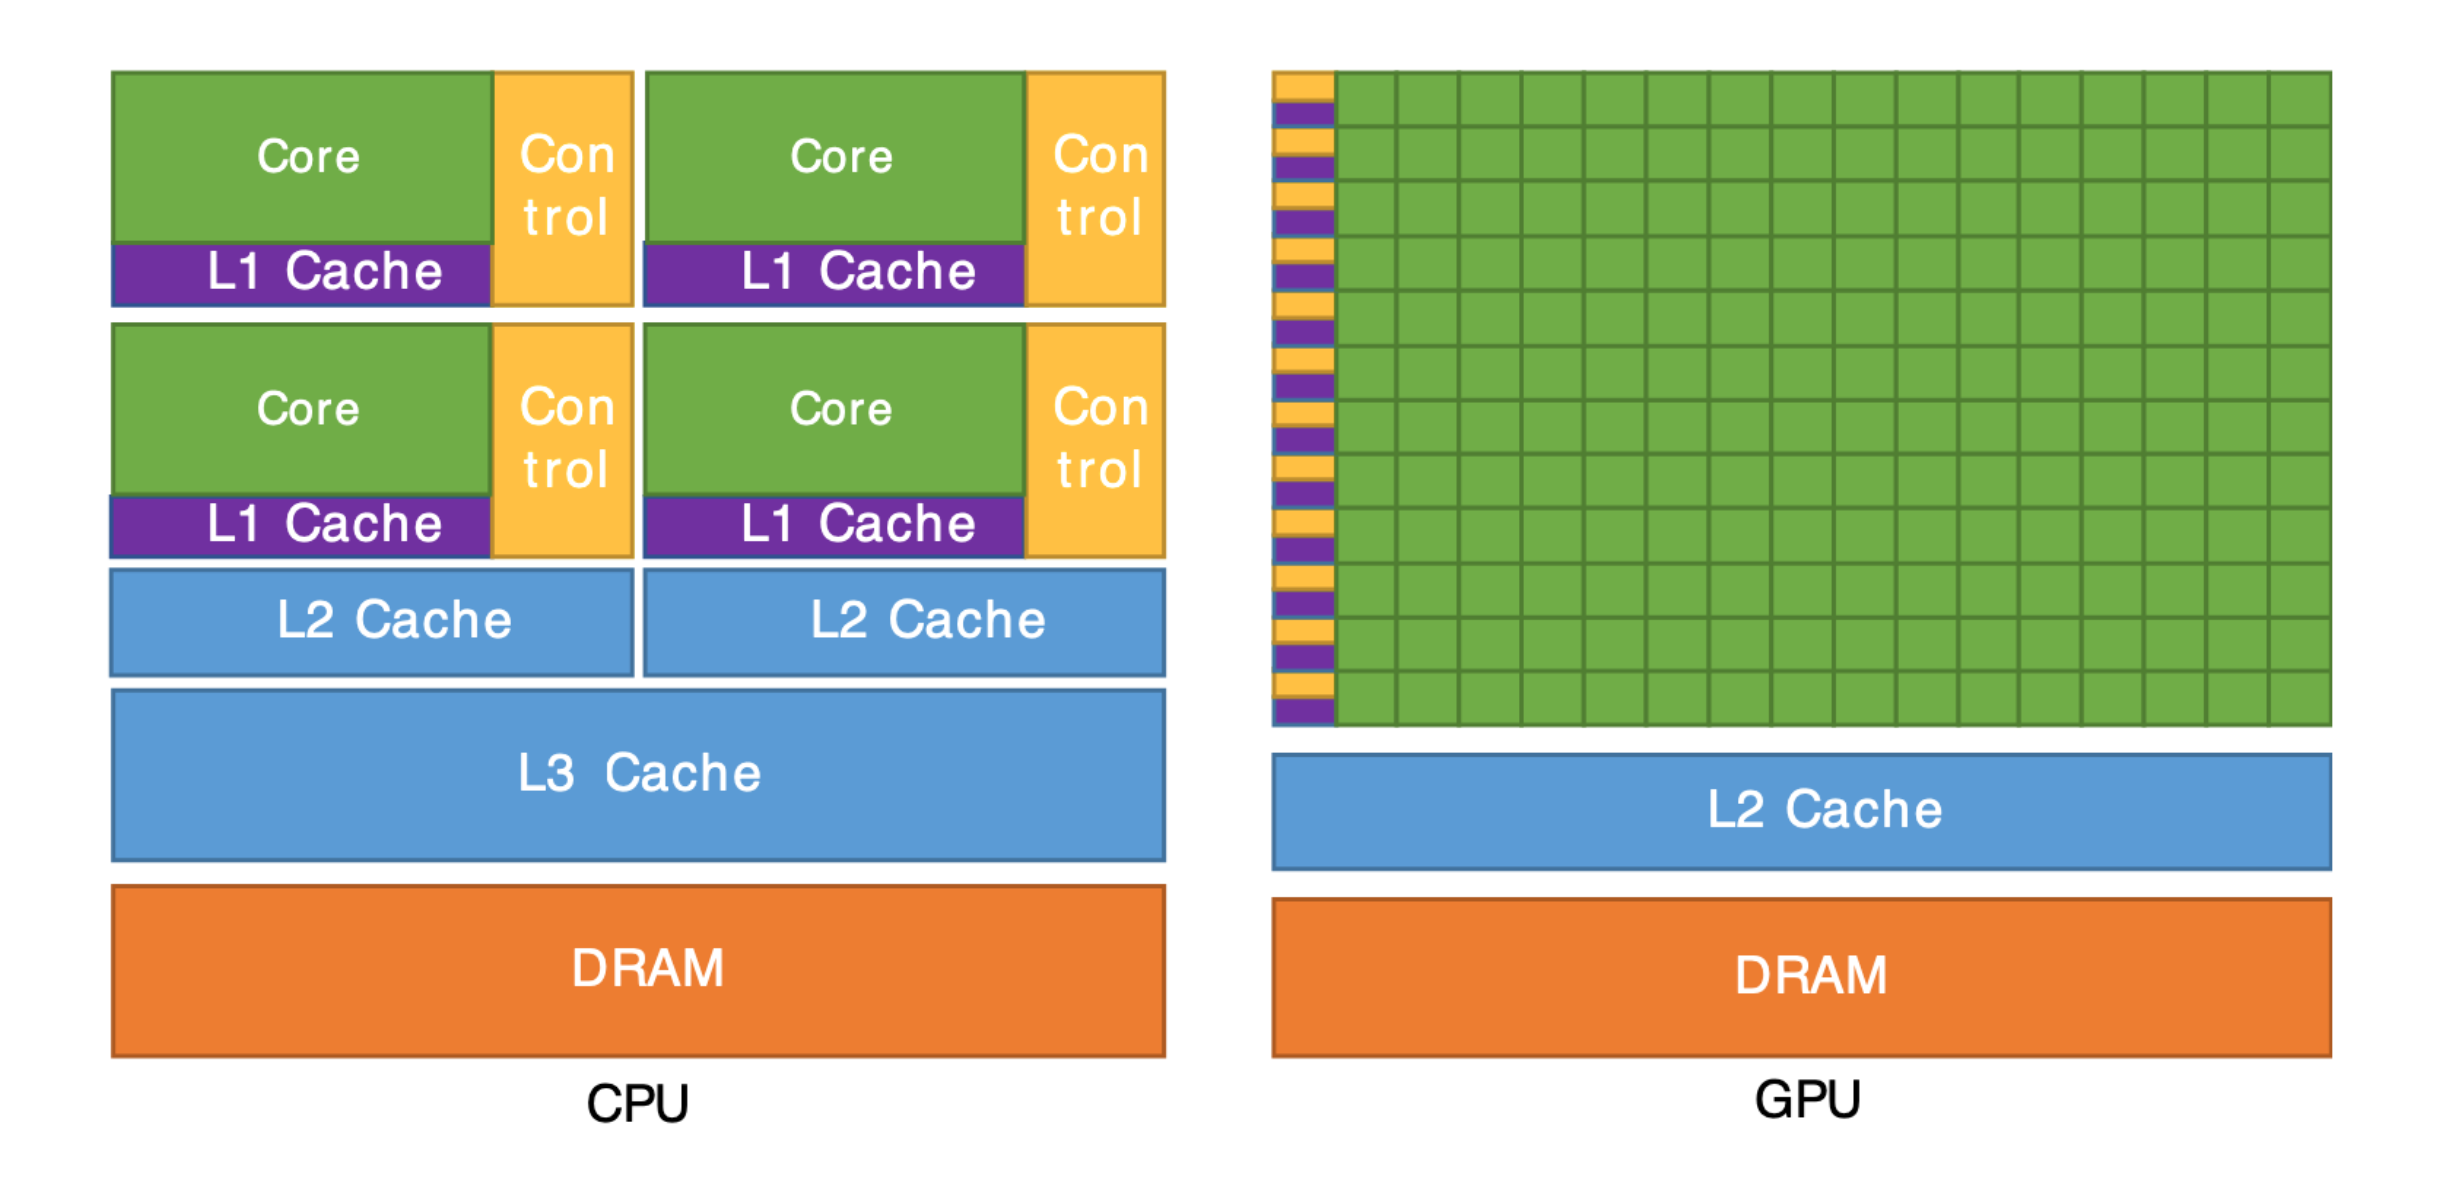 Core
Con
trol
L1 Cache
Core
Con
trol
L1 Cache
Core
Con
trol
L1 Cache
Core
Con
trol
L1 Cache
L2 Cache
L2 Cache
L3 Cache
DRAM
CPU
L2 Cache
DRAM
GPU